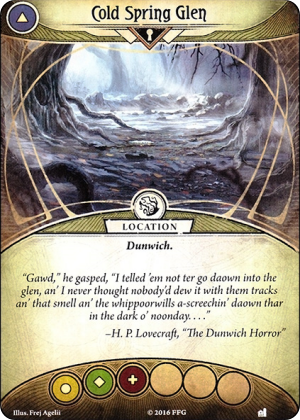 Cold Spring Glen
LOCATION
Dunwich.
“Gawd,” he gasped, “I telled ’em not ter go daown into the
glen, an’ I never thought nobody’d dew it with them tracks
an’ that smell an’ the whippoorwills a-screechin’ daown thar
in the dark o’ noonday. . . .”
–H. P. Lovecraft, “The Dunwich Horror”
Illus. Frej Agelii
© 2016 FFG